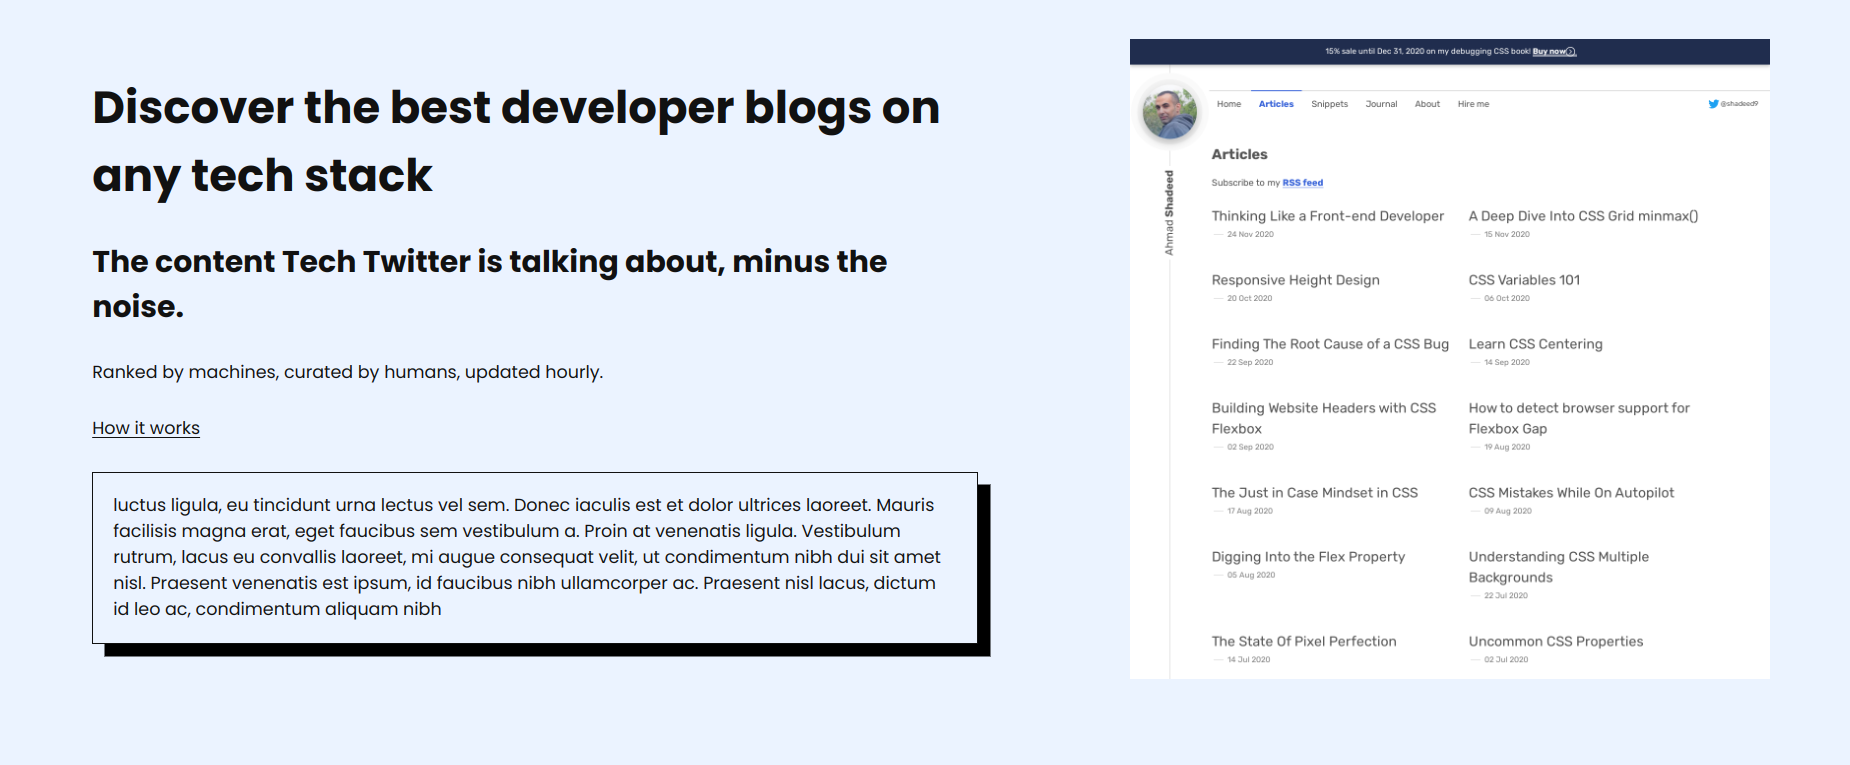 Discover the best developer blogs on
any tech stack
The content Tech Twitter is talking about, minus the
noise.
Ranked by machines, curated by humans, updated hourly.
How it works
luctus ligula, eu tincidunt urna lectus vel sem. Donec iaculis est et dolor ultrices laoreet. Mauris
facilisis magna erat, eget faucibus sem vestibulum a. Proin at venenatis ligula. Vestibulum
rutrum, lacus eu convallis laoreet, mi augue consequat velit, ut condimentum nibh dui sit amet
nisl. Praesent venenatis est ipsum, id faucibus nibh ullamcorper ac. Praesent nisl lacus, dictum
id leo ac, condimentum aliquam nibh
15% sale until Dec 31, 2020 on my debugging CSS book! Buy now
Home Articles Snippets Journal About Hire me @shadeed9
Ahmad Shadeed
Articles
Subscribe to my RSS feed
Thinking Like a Front-end Developer
— 24 Nov 2020
A Deep Dive Into CSS Grid minmax()
— 15 Nov 2020
Responsive Height Design
— 20 Oct 2020
CSS Variables 101
— 06 Oct 2020
Finding The Root Cause of a CSS Bug
— 22 Sep 2020
Learn CSS Centering
— 14 Sep 2020
Building Website Headers with CSS
Flexbox
— 02 Sep 2020
How to detect browser support for
Flexbox Gap
— 19 Aug 2020
The Just in Case Mindset in CSS
— 17 Aug 2020
CSS Mistakes While On Autopilot
— 09 Aug 2020
Digging Into the Flex Property
— 05 Aug 2020
Understanding CSS Multiple
Backgrounds
— 22 Jul 2020
The State Of Pixel Perfection
— 14 Jul 2020
Uncommon CSS Properties
— 02 Jul 2020